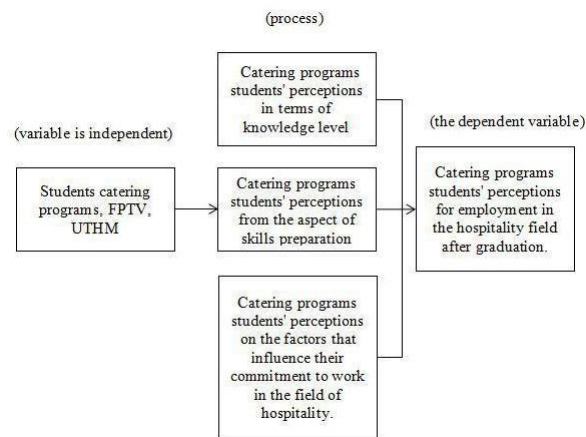 (process)
Catering programs
students' perceptions
in terms of
knowledge level
(variable is independent)
(the dependent variable)
Students catering
programs, FPTV,
UTHM
Catering programs
students' perceptions
from the aspect of
skills preparation
Catering programs
students' perceptions
for employment in
the hospitality field
after graduation.
Catering programs
students' perceptions
on the factors that
influence their
commitment to work
in the field of
hospitality.